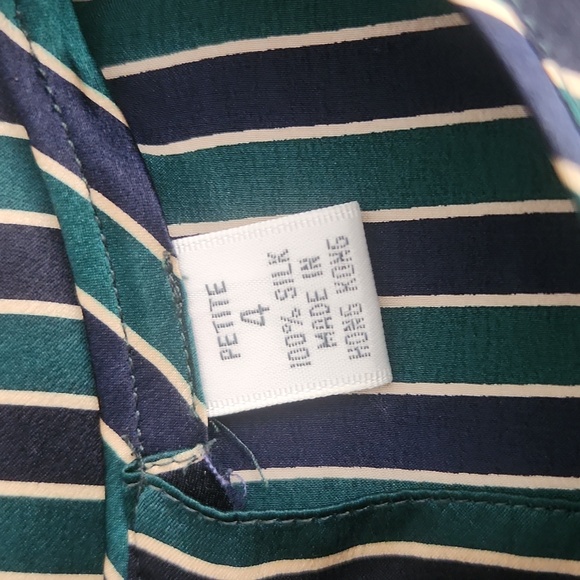 PETITE
4
100% SILK
MADE IN
HONG KONG